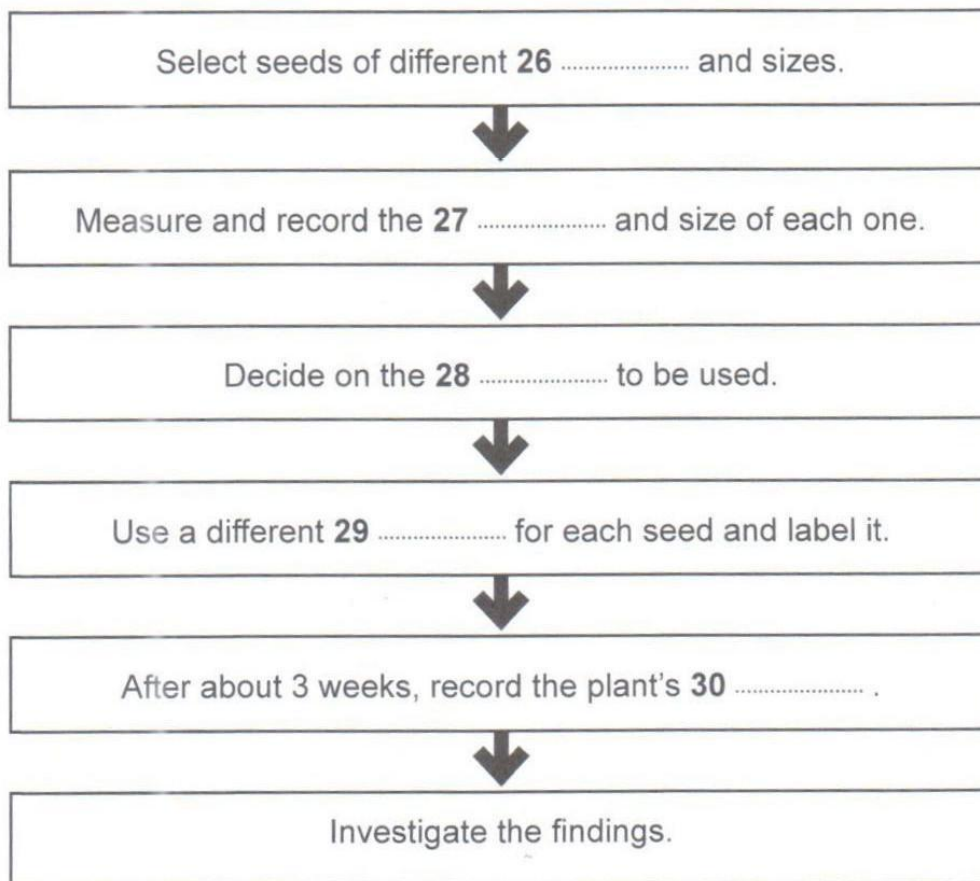 Select seeds of different 26 .................... and sizes.
Measure and record the 27 .................... and size of each one.
Decide on the 28 .................... to be used.
Use a different 29 .................... for each seed and label it.
After about 3 weeks, record the plant's 30 .................... .
Investigate the findings.